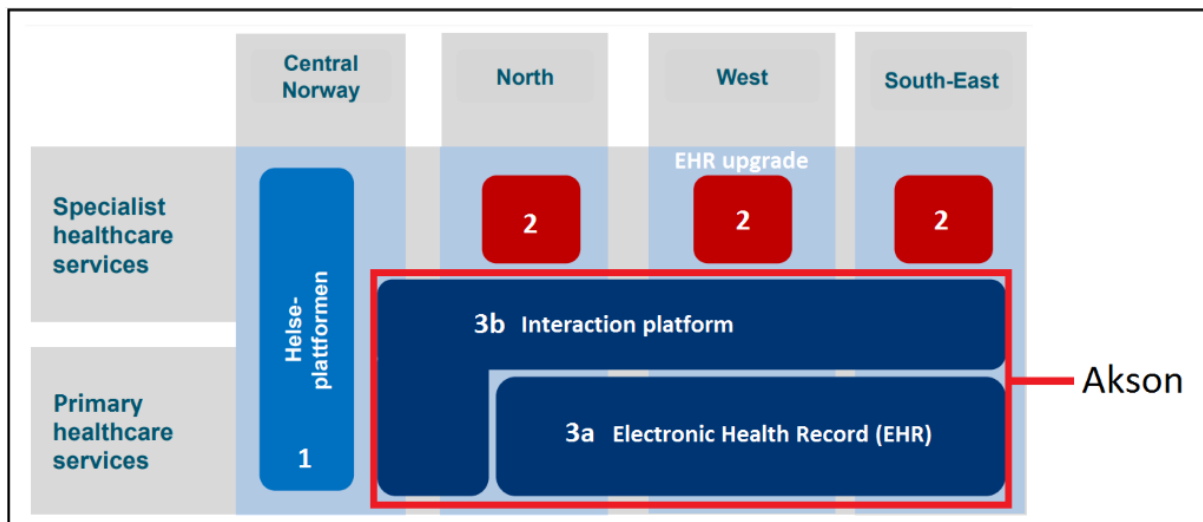 Central
Norway
North
West
South-East
EHR upgrade
Specialist
healthcare
services
2
2
2
Helse-
plattformen
1
3b Interaction platform
Akson
Primary
healthcare
services
3a Electronic Health Record (EHR)